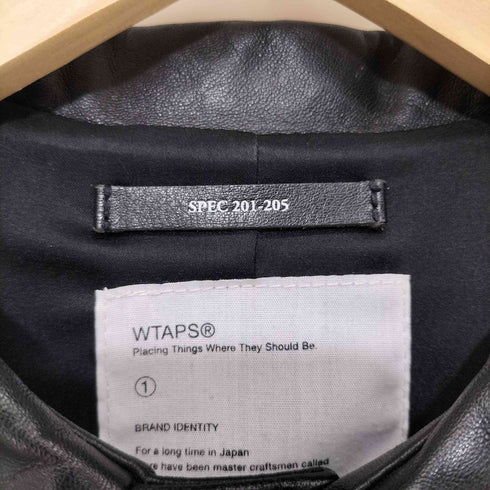 SPEC 201-205
WTAPS®
Placing Things Where They Should Be.
①
BRAND IDENTITY
For a long time in Japan
have been master craftsmen called